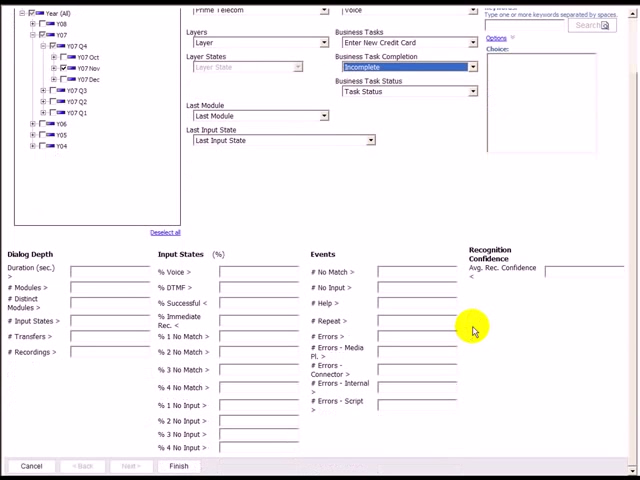 Year (All)
Y08
Y07
Y07 Q4
Y07 Oct
Y07 Nov
Y07 Dec
Y07 Q3
Y07 Q2
Y07 Q1
Y06
Y05
Y04
Deselect all
Prime Telecom
Voice
Layers
Layer
Business Tasks
Enter New Credit Card
Layer States
Layer State
Business Task Completion
Incomplete
Business Task Status
Task Status
Last Module
Last Module
Last Input State
Last Input State
Type one or more keywords separated by spaces.
Search
Options
Choice:
Dialog Depth
Duration (sec.)
>
# Modules >
# Distinct
Modules >
# Input States >
# Transfers >
# Recordings >
Input States (%)
% Voice >
% DTMF >
% Successful <
% Immediate
Rec. <
% 1 No Match >
% 2 No Match >
% 3 No Match >
% 4 No Match >
% 1 No Input >
% 2 No Input >
% 3 No Input >
% 4 No Input >
Events
# No Match >
# No Input >
# Help >
# Repeat >
# Errors >
# Errors - Media
Pl. >
# Errors -
Connector >
# Errors - Internal
>
# Errors - Script
>
Recognition
Confidence
Avg. Rec. Confidence
<
Cancel
< Back
Next >
Finish